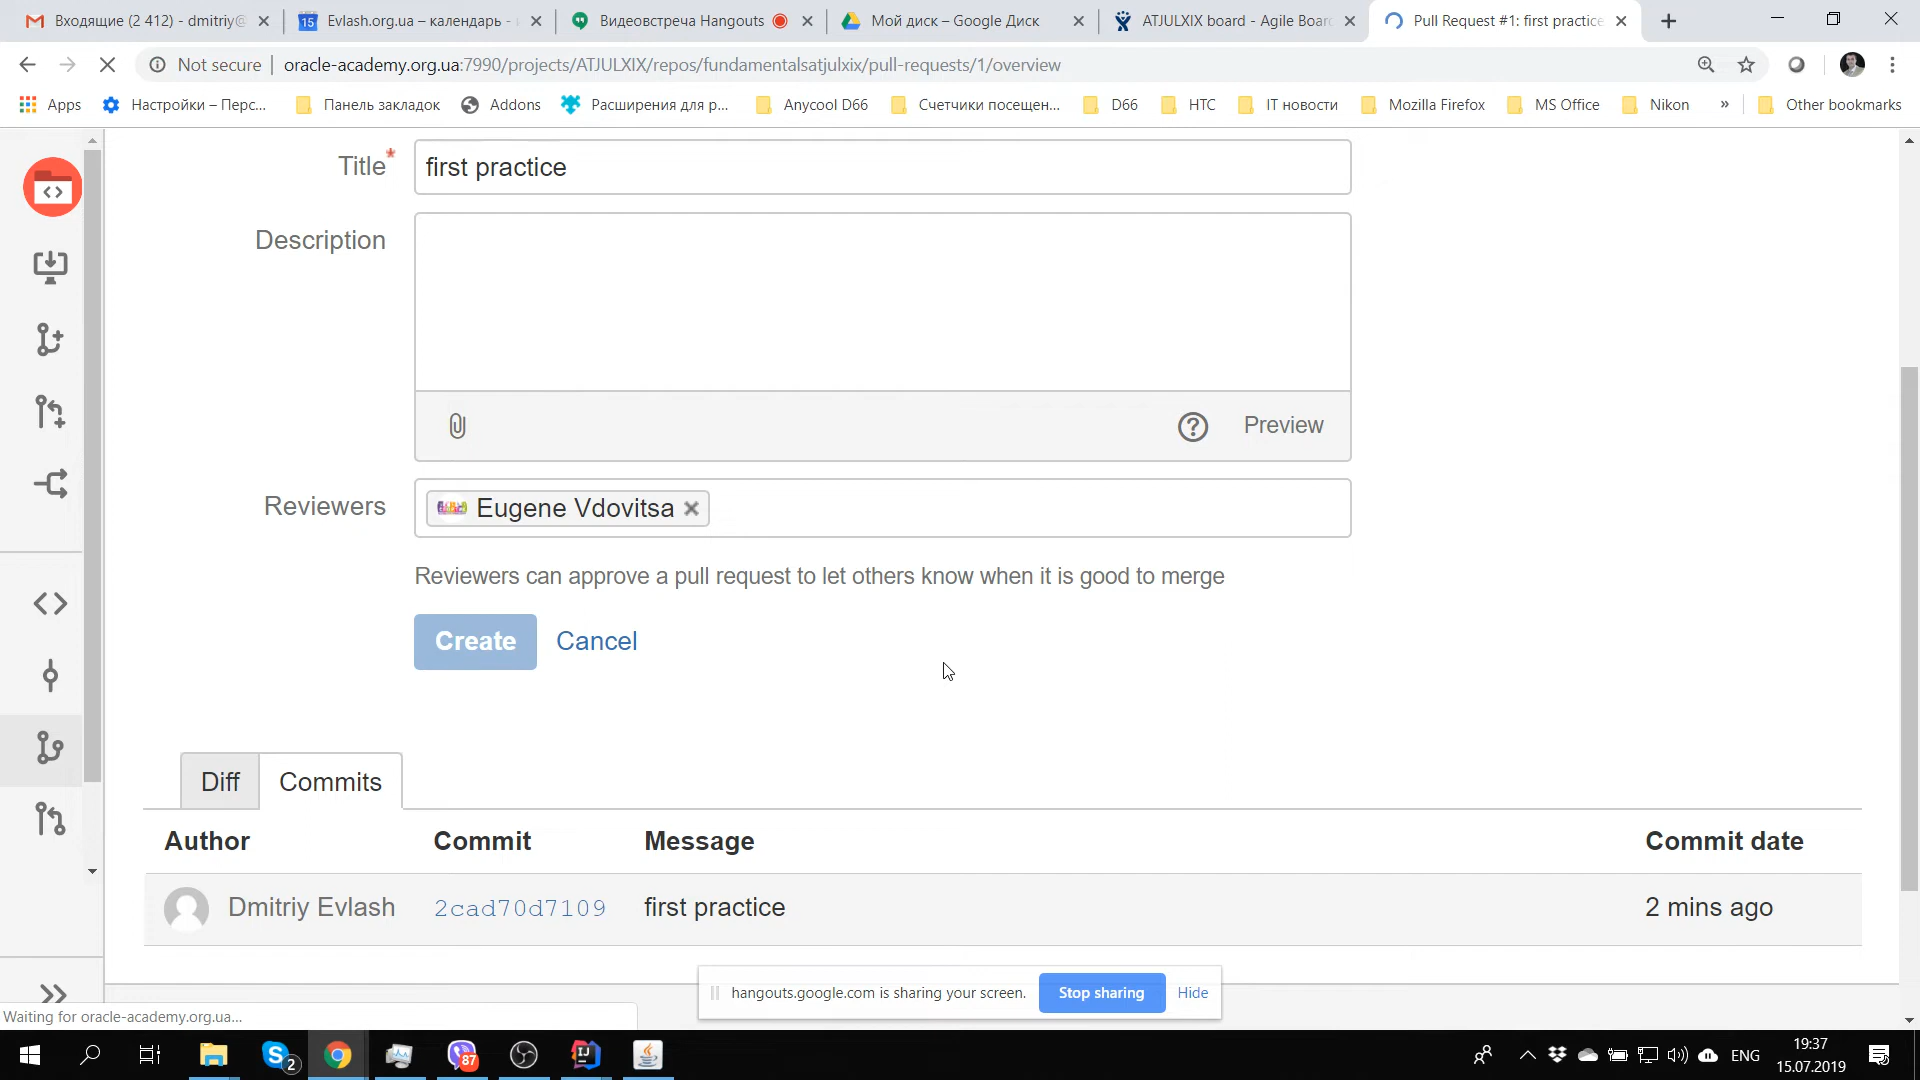 Входящие (2 412) - dmitriy@
Evlash.org.ua – календарь -
Видеовстреча Hangouts
Мой диск – Google Диск
ATJULXIX board - Agile Boar
Pull Request #1: first practice
Not secure
oracle-academy.org.ua:7990/projects/ATJULXIX/repos/fundamentalsatjulxix/pull-requests/1/overview
Apps
Настройки – Перс...
Панель закладок
Addons
Расширения для р...
Anycool D66
Счетчики посещен...
D66
HTC
IT новости
Mozilla Firefox
MS Office
Nikon
»
Other bookmarks
Title*
first practice
Description
Preview
Reviewers
Eugene Vdovitsa
Reviewers can approve a pull request to let others know when it is good to merge
Create
Cancel
Diff
Commits
Author Commit Message Commit date
Dmitriy Evlash 2cad70d7109 first practice 2 mins ago
hangouts.google.com is sharing your screen.
Stop sharing
Hide
Waiting for oracle-academy.org.ua...
2
87
ENG
19:37
15.07.2019